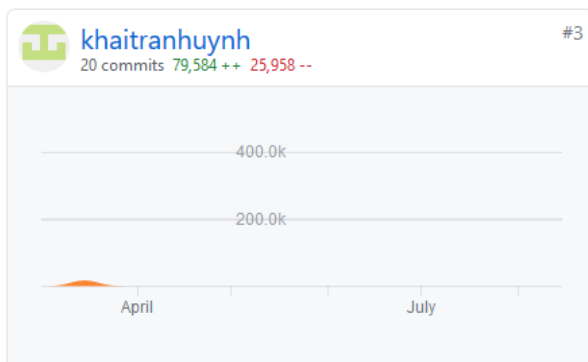 khaitranhuynh
#3
20 commits 79,584 ++ 25,958 --
400.0k
200.0k
April July